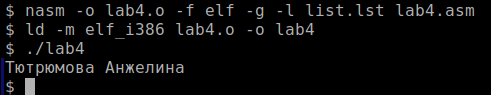 $ nasm -o lab4.o -f elf -g -l list.lst lab4.asm
$ ld -m elf_i386 lab4.o -o lab4
$ ./lab4
Тютрюмова Анжелина
$